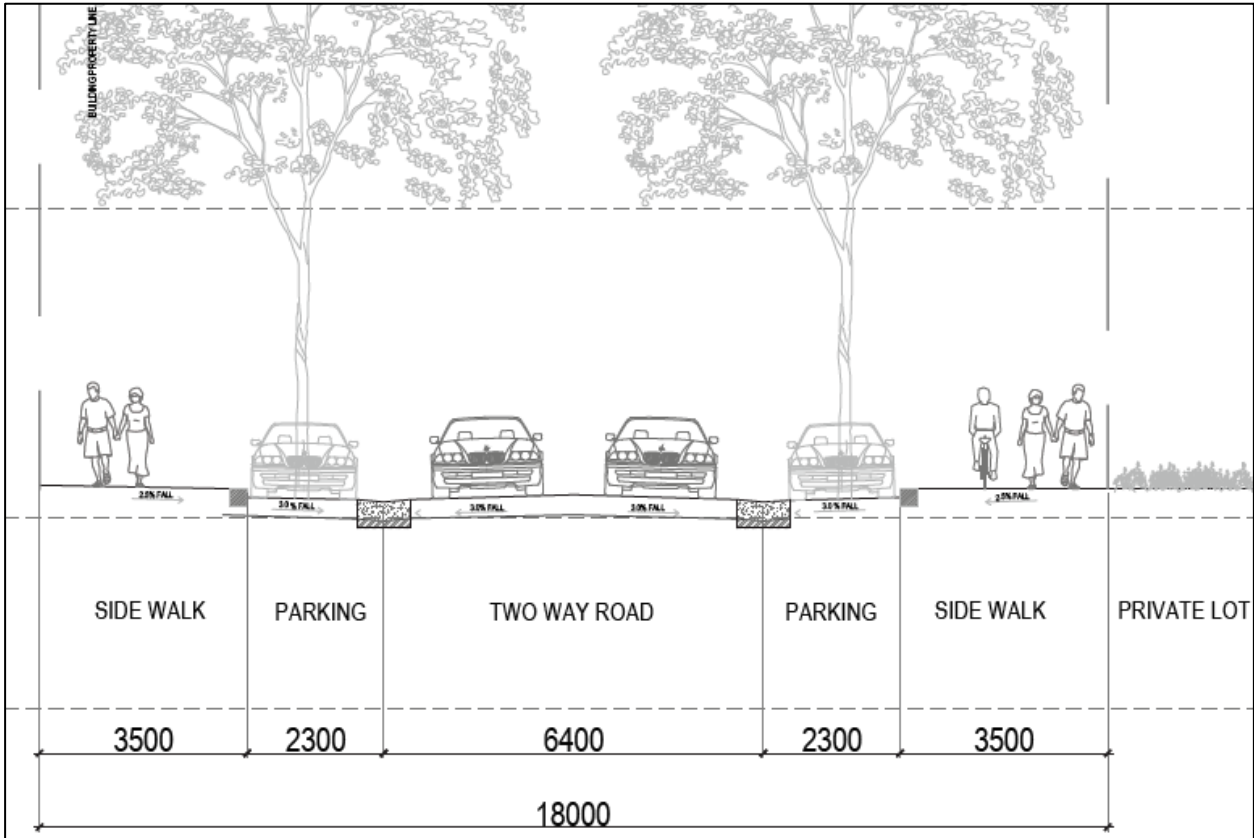 BUILDING PROPERTY LINE
2.5% FALL
3.0 % FALL
3.0% FALL
3.0% FALL
3.0 % FALL
2.5% FALL
SIDE WALK
PARKING
TWO WAY ROAD
PARKING
SIDE WALK
PRIVATE LOT
3500
2300
6400
2300
3500
18000